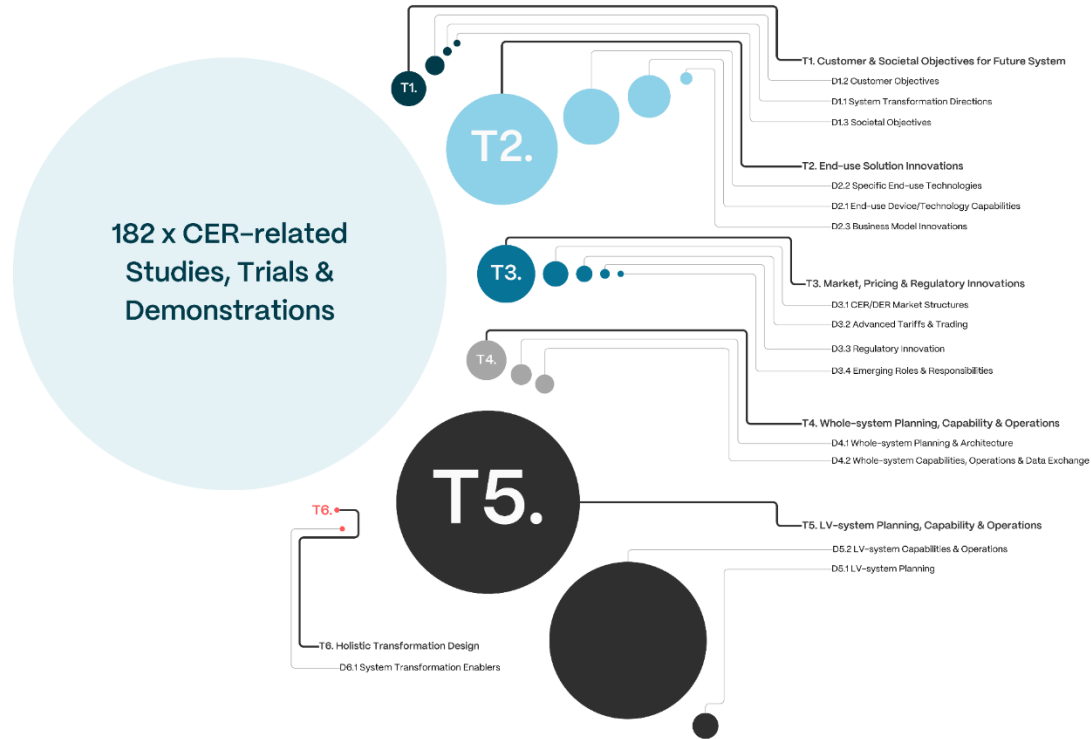 182 x CER-related
Studies, Trials &
Demonstrations
T1.
T1. Customer & Societal Objectives for Future System
D1.2 Customer Objectives
D1.1 System Transformation Directions
D1.3 Societal Objectives
T2.
T2. End-use Solution Innovations
D2.2 Specific End-use Technologies
D2.1 End-use Device/Technology Capabilities
D2.3 Business Model Innovations
T3.
T3. Market, Pricing & Regulatory Innovations
D3.1 CER/DER Market Structures
D3.2 Advanced Tariffs & Trading
D3.3 Regulatory Innovation
D3.4 Emerging Roles & Responsibilities
T4.
T4. Whole-system Planning, Capability & Operations
D4.1 Whole-system Planning & Architecture
D4.2 Whole-system Capabilities, Operations & Data Exchange
T5.
T5. LV-system Planning, Capability & Operations
D5.2 LV-system Capabilities & Operations
D5.1 LV-system Planning
T6.
T6. Holistic Transformation Design
D6.1 System Transformation Enablers